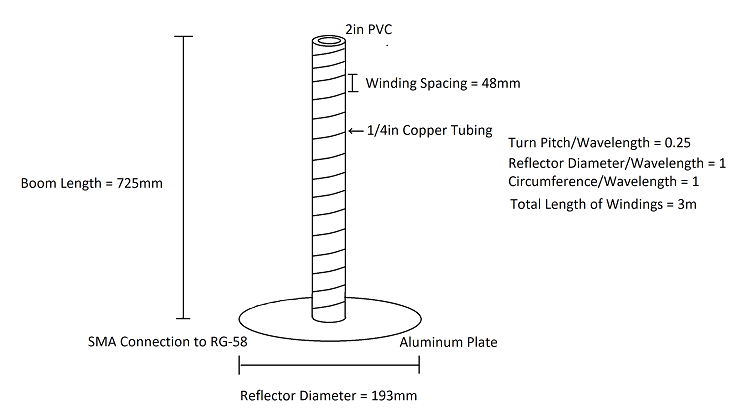 2in PVC
Winding Spacing = 48mm
1/4in Copper Tubing
Turn Pitch/Wavelength = 0.25
Reflector Diameter/Wavelength = 1
Boom Length = 725mm
Circumference/Wavelength = 1
Total Length of Windings = 3m
SMA Connection to RG-58
Aluminum Plate
Reflector Diameter = 193mm